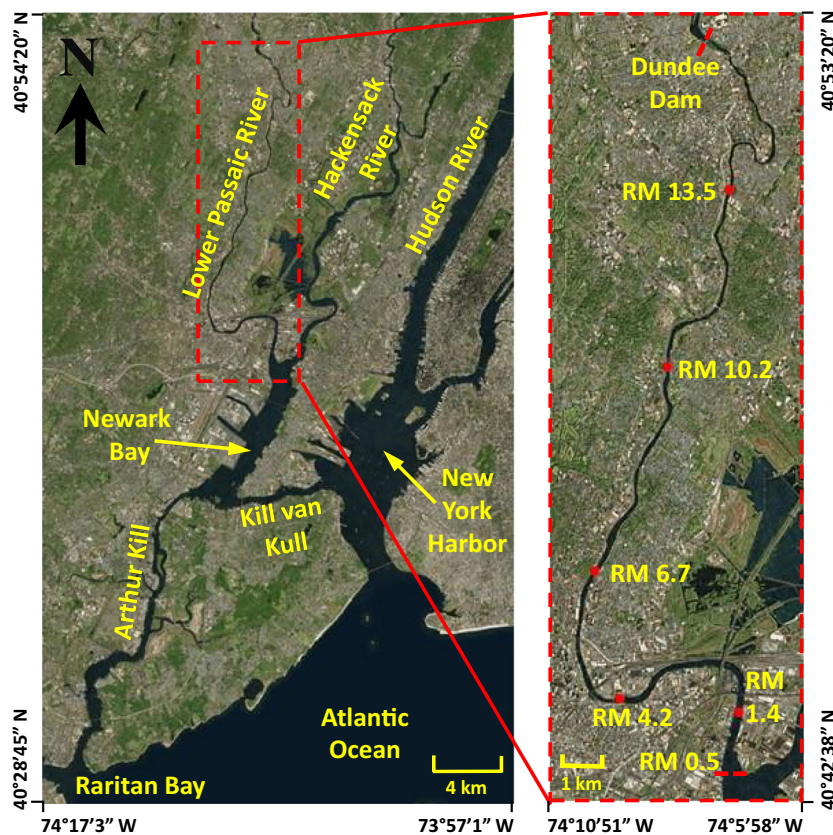 40°54'20" N
N
Lower Passaic River
Hackensack
River
Hudson River
Newark
Bay
Kill van
Kull
New
York
Harbor
Arthur Kill
Atlantic
Ocean
4 km
Raritan Bay
40°28'45" N
74°17'3" W
73°57'1" W
40°53'20" N
Dundee
Dam
RM 13.5
RM 10.2
RM 6.7
RM
1.4
RM 4.2
RM 0.5
1 km
40°42'38" N
74°10'51" W
74°5'58" W